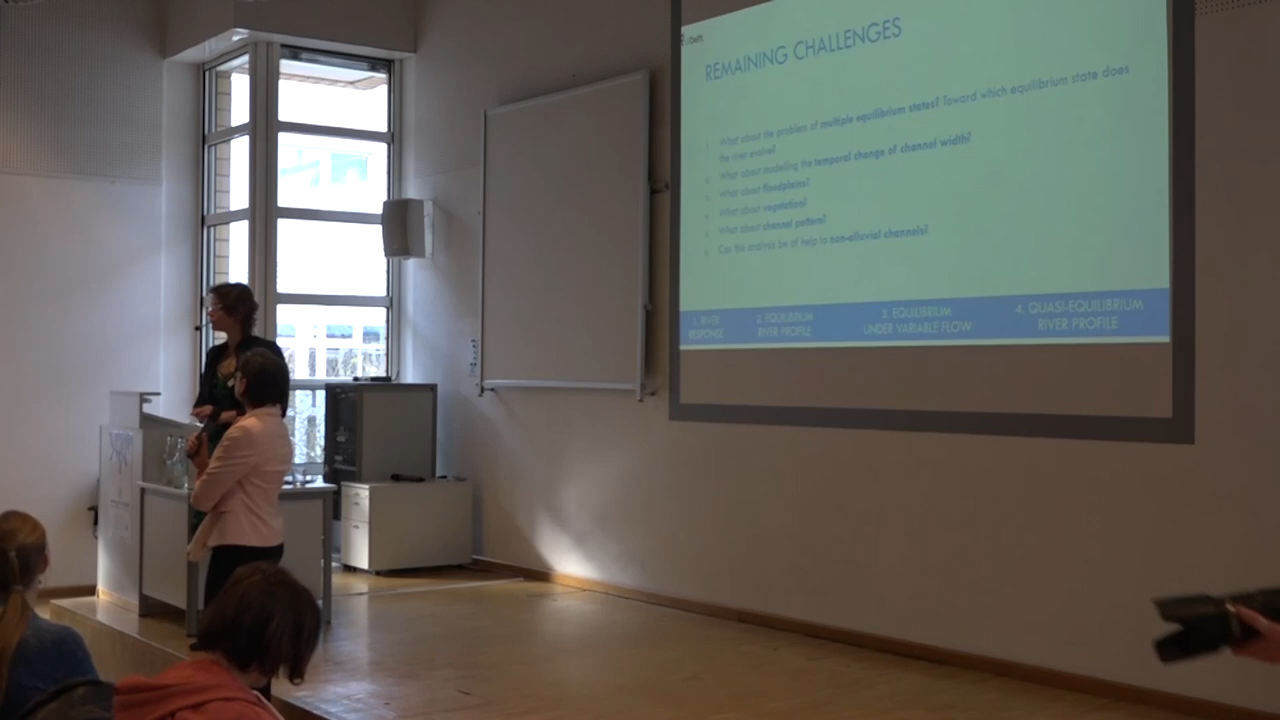 REMAINING CHALLENGES
What about the problem of multiple equilibrium states? Toward which equilibrium state does
the river evolve?
What about modelling the temporal change of channel width?
What about floodplains?
What about vegetation?
What about channel pattern?
Can this analysis be of help to non-alluvial channels?
1. RIVER
RESPONSE
2. EQUILIBRIUM
RIVER PROFILE
3. EQUILIBRIUM
UNDER VARIABLE FLOW
4. QUASI-EQUILIBRIUM
RIVER PROFILE